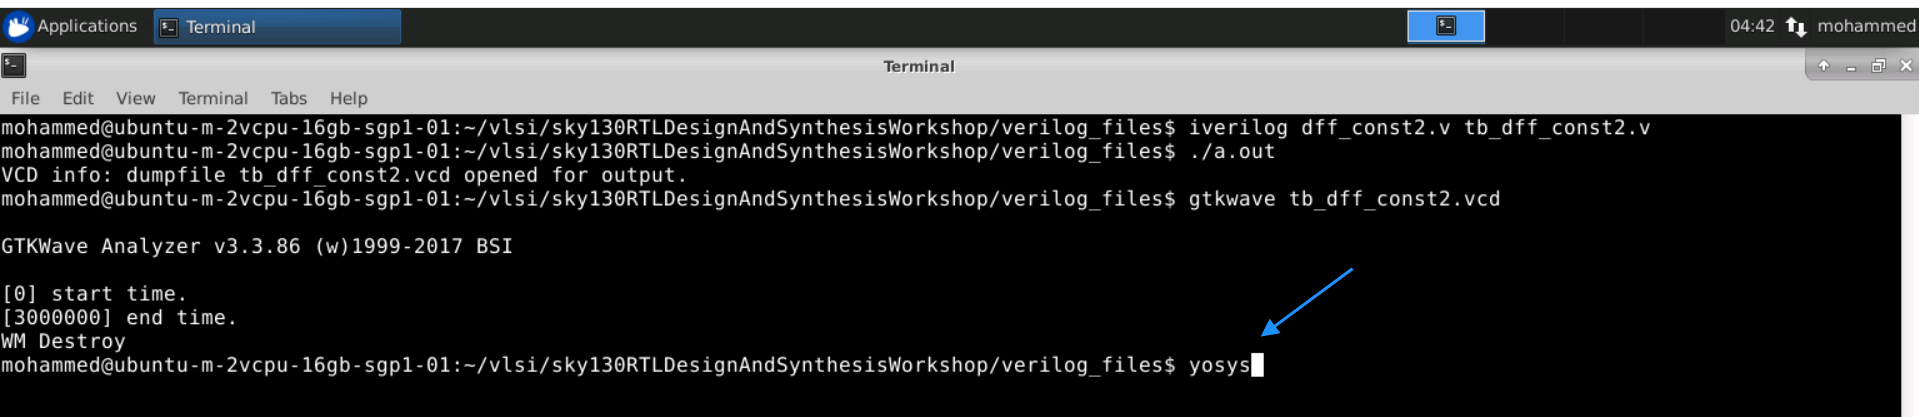 Applications Terminal 04:42 mohammed
Terminal
File Edit View Terminal Tabs Help
mohammed@ubuntu-m-2vcpu-16gb-sgp1-01:~/vlsi/sky130RTLDesignAndSynthesisWorkshop/verilog_files$ iverilog dff_const2.v tb_dff_const2.v
mohammed@ubuntu-m-2vcpu-16gb-sgp1-01:~/vlsi/sky130RTLDesignAndSynthesisWorkshop/verilog_files$ ./a.out
VCD info: dumpfile tb_dff_const2.vcd opened for output.
mohammed@ubuntu-m-2vcpu-16gb-sgp1-01:~/vlsi/sky130RTLDesignAndSynthesisWorkshop/verilog_files$ gtkwave tb_dff_const2.vcd
GTKWave Analyzer v3.3.86 (w)1999-2017 BSI
[0] start time.
[3000000] end time.
WM Destroy
mohammed@ubuntu-m-2vcpu-16gb-sgp1-01:~/vlsi/sky130RTLDesignAndSynthesisWorkshop/verilog_files$ yosys